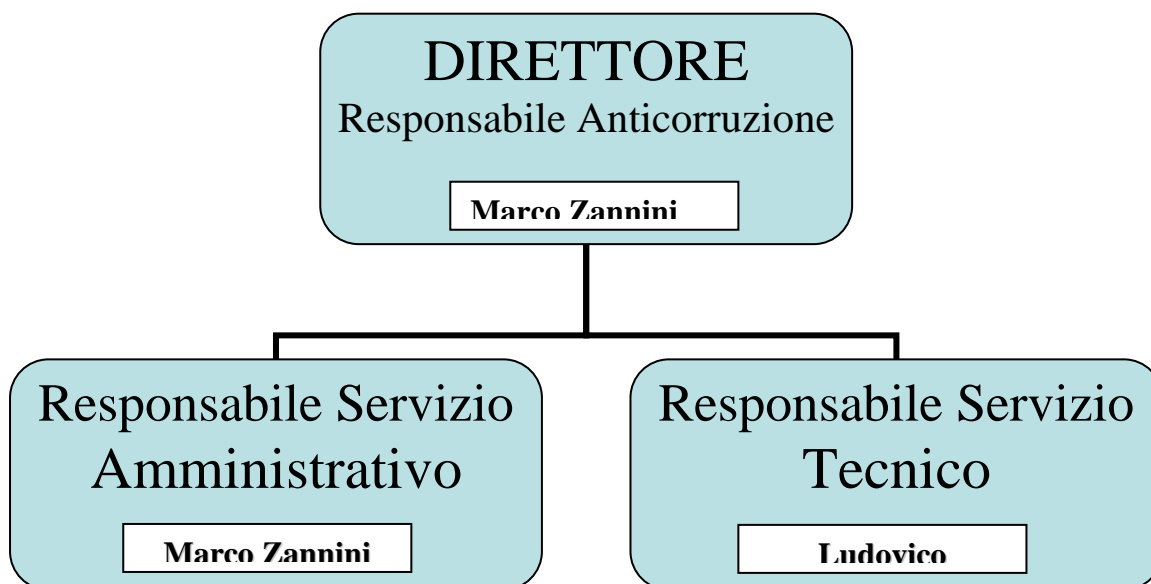 DIRETTORE
Responsabile Anticorruzione
Marco Zannini
Responsabile Servizio
Amministrativo
Marco Zannini
Responsabile Servizio
Tecnico
Ludovico